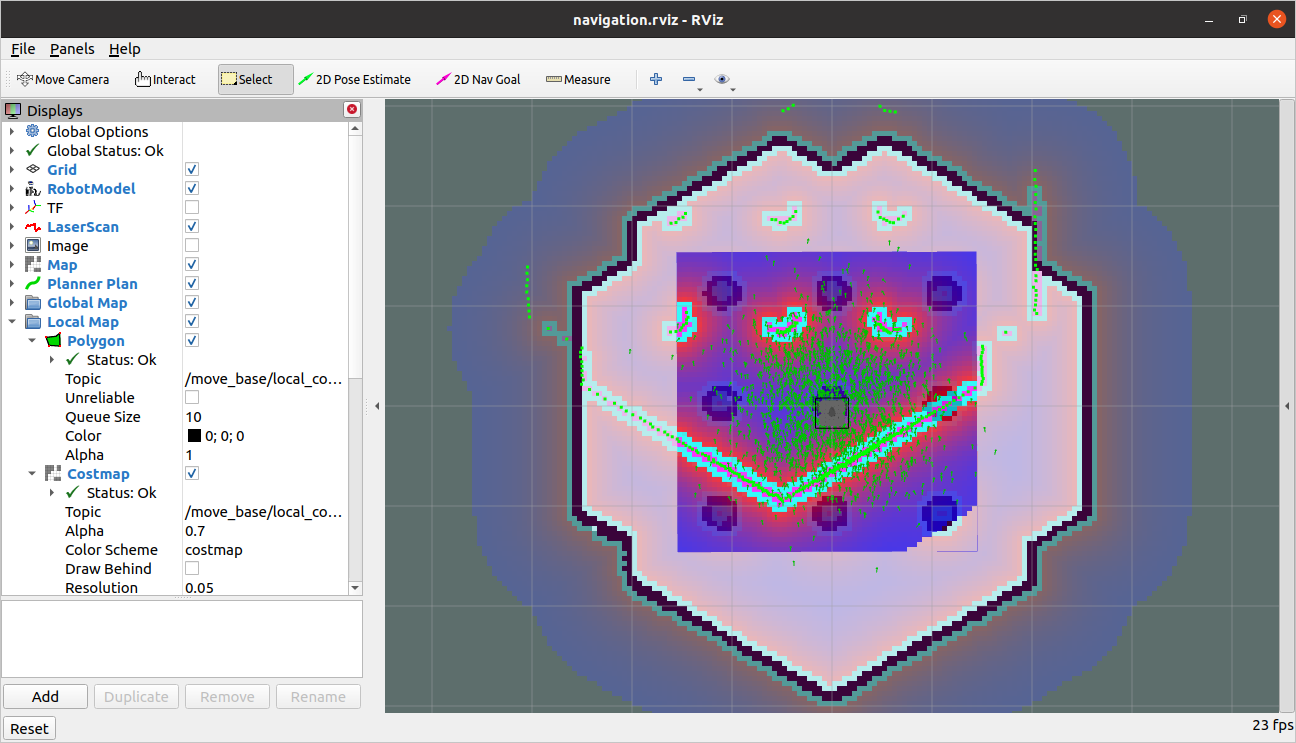 navigation.rviz - RViz
File Panels Help
Move Camera Interact Select 2D Pose Estimate 2D Nav Goal Measure
Displays
Global Options
Global Status: Ok
Grid
RobotModel
TF
LaserScan
Image
Map
Planner Plan
Global Map
Local Map
Polygon
Status: Ok
Topic /move_base/local_co...
Unreliable
Queue Size 10
Color 0; 0; 0
Alpha 1
Costmap
Status: Ok
Topic /move_base/local_co...
Alpha 0.7
Color Scheme costmap
Draw Behind
Resolution 0.05
Add Duplicate Remove Rename
Reset 23 fps